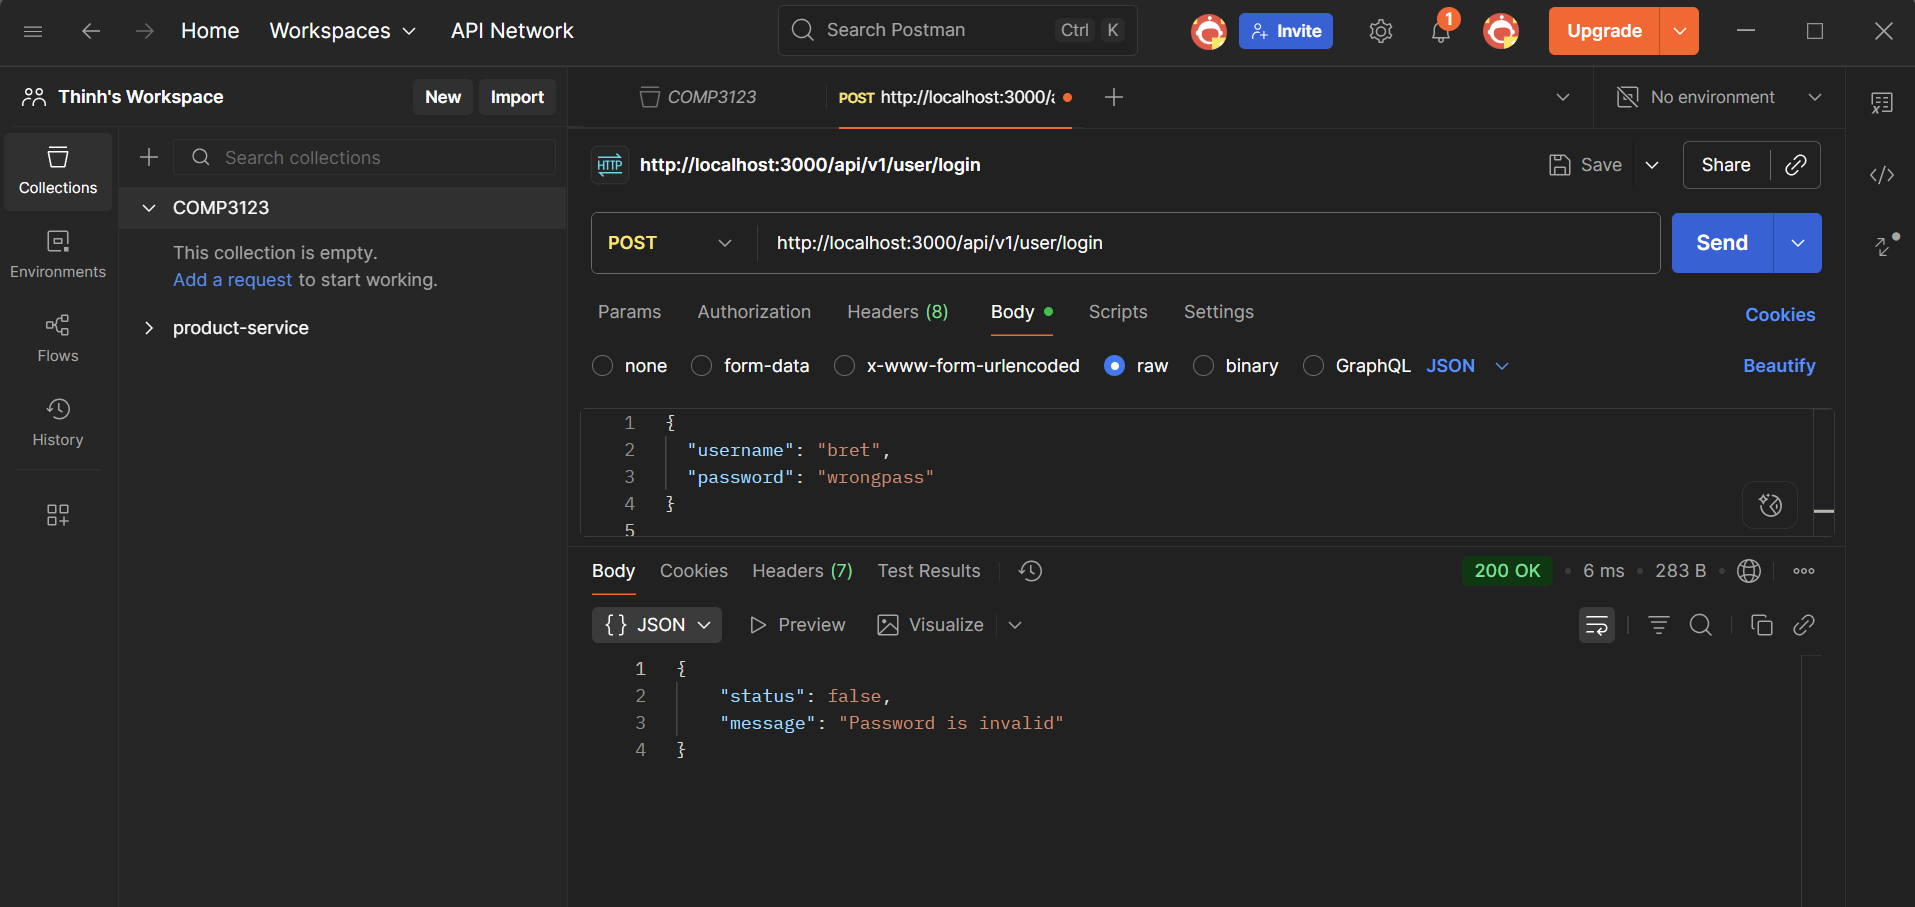 Home Workspaces API Network Search Postman Ctrl K Invite 1 Upgrade
Thinh's Workspace New Import
COMP3123 POST http://localhost:3000/a No environment
Collections
Environments
Flows
History
Search collections
COMP3123
This collection is empty.
Add a request to start working.
product-service
HTTP http://localhost:3000/api/v1/user/login Save Share
POST http://localhost:3000/api/v1/user/login Send
Params Authorization Headers (8) Body Scripts Settings Cookies
none form-data x-www-form-urlencoded raw binary GraphQL JSON Beautify
1 {
2 "username": "bret",
3 "password": "wrongpass"
4 }
5
Body Cookies Headers (7) Test Results 200 OK • 6 ms • 283 B •
{ } JSON Preview Visualize
1 {
2 "status": false,
3 "message": "Password is invalid"
4 }